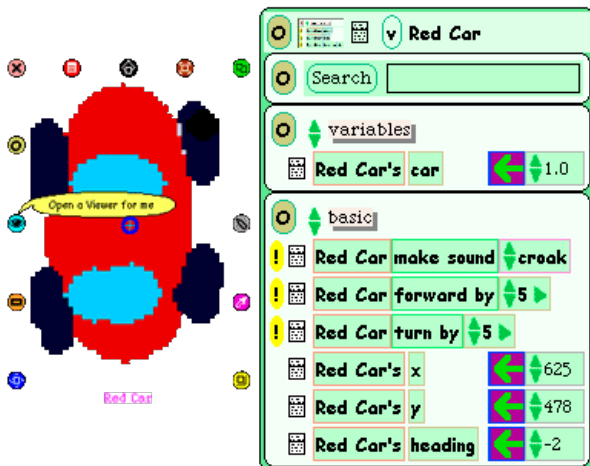 Open a Viewer for me
Red Car
v Red Car
Search
variables
Red Car's car 1.0
basic
! Red Car make sound croak
! Red Car forward by 5
! Red Car turn by 5
Red Car's x 625
Red Car's y 478
Red Car's heading -2